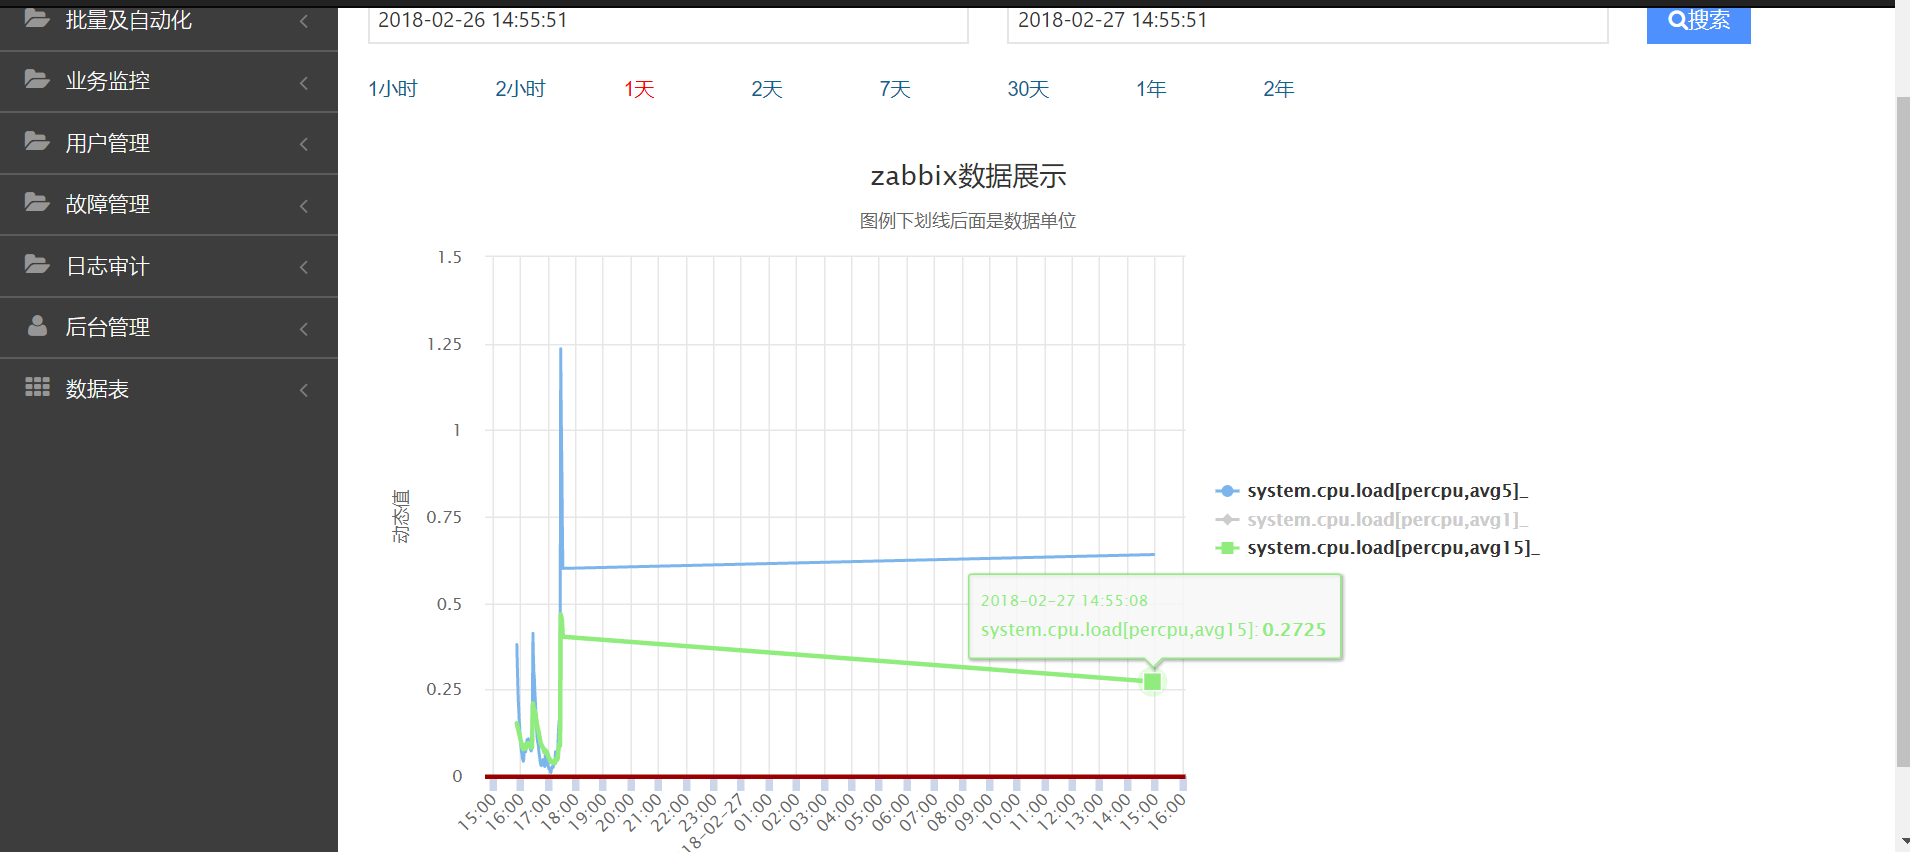 批量及自动化
业务监控
用户管理
故障管理
日志审计
后台管理
数据表
2018-02-26 14:55:51
2018-02-27 14:55:51
搜索
1小时 2小时 1天 2天 7天 30天 1年 2年
zabbix数据展示
图例下划线后面是数据单位
动态值
1.5
1.25
1
0.75
0.5
0.25
0
15:00 16:00 17:00 18:00 19:00 20:00 21:00 22:00 23:00 18-02-27 01:00 02:00 03:00 04:00 05:00 06:00 07:00 08:00 09:00 10:00 11:00 12:00 13:00 14:00 15:00 16:00
2018-02-27 14:55:08
system.cpu.load[percpu,avg15]: 0.2725
system.cpu.load[percpu,avg5]_
system.cpu.load[percpu,avg1]_
system.cpu.load[percpu,avg15]_